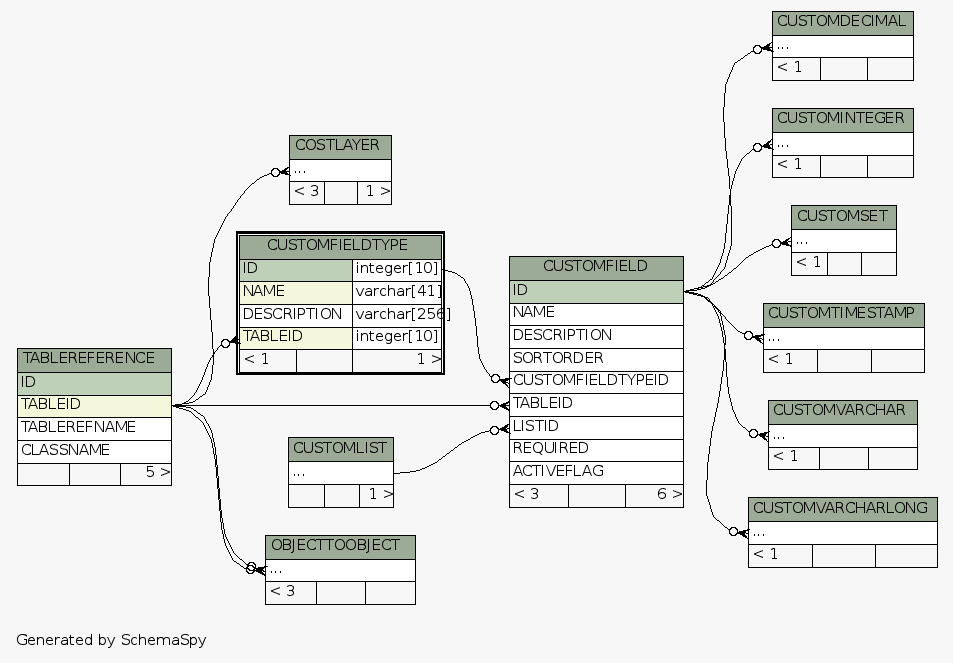 CUSTOMDECIMAL
...
< 1
CUSTOMINTEGER
...
< 1
COSTLAYER
...
< 3 1 >
CUSTOMSET
...
< 1
CUSTOMFIELDTYPE
ID integer[10]
NAME varchar[41]
DESCRIPTION varchar[256]
TABLEID integer[10]
< 1 1 >
CUSTOMFIELD
ID
NAME
DESCRIPTION
SORTORDER
CUSTOMFIELDTYPEID
TABLEID
LISTID
REQUIRED
ACTIVEFLAG
< 3 6 >
CUSTOMTIMESTAMP
...
< 1
TABLEREFERENCE
ID
TABLEID
TABLEREFNAME
CLASSNAME
5 >
CUSTOMVARCHAR
...
< 1
CUSTOMLIST
...
1 >
CUSTOMVARCHARLONG
...
< 1
OBJECTTOOBJECT
...
< 3
Generated by SchemaSpy